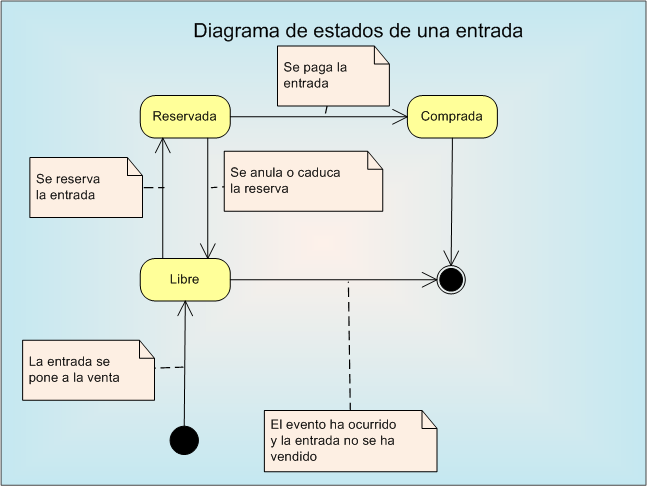 Diagrama de estados de una entrada
Se paga la
entrada
Reservada
Comprada
Se reserva
la entrada
Se anula o caduca
la reserva
Libre
La entrada se
pone a la venta
El evento ha ocurrido
y la entrada no se ha
vendido